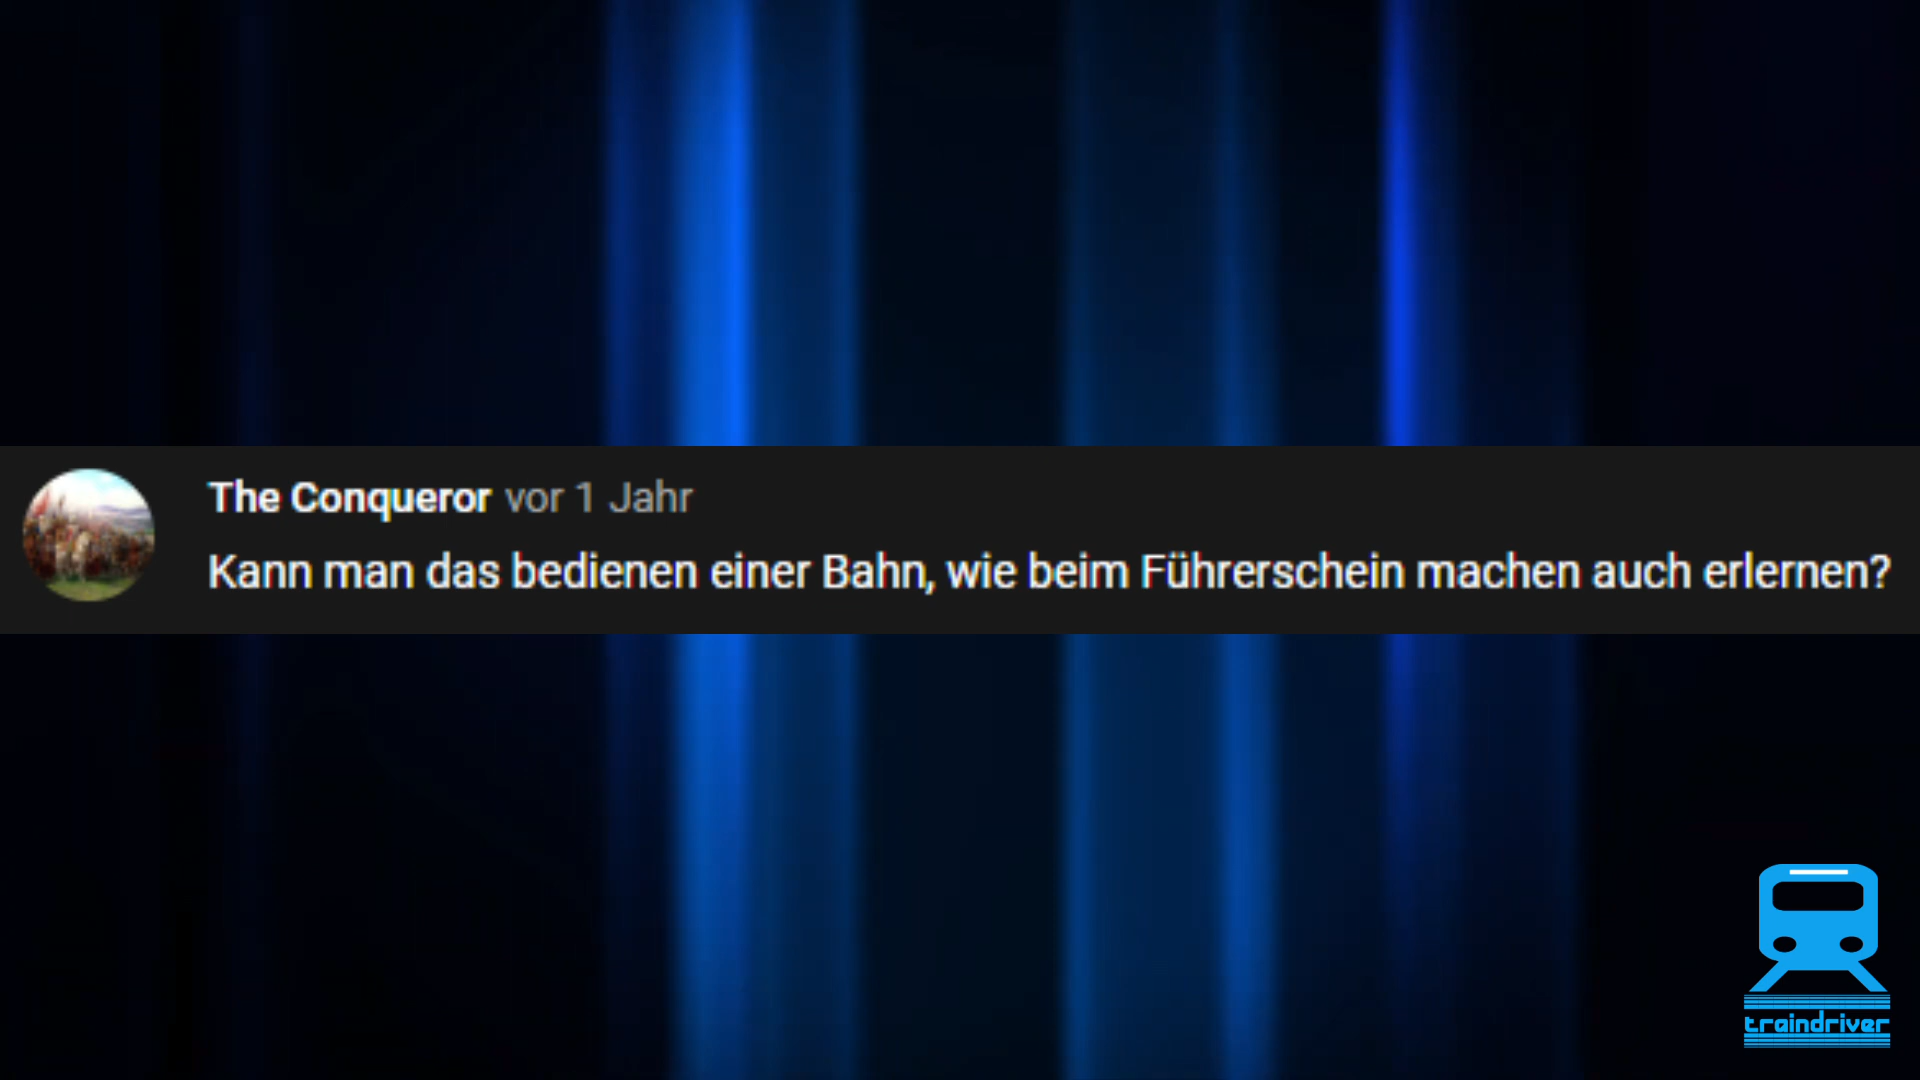 The Conqueror vor 1 Jahr
Kann man das bedienen einer Bahn, wie beim Führerschein machen auch erlernen?
traindriver